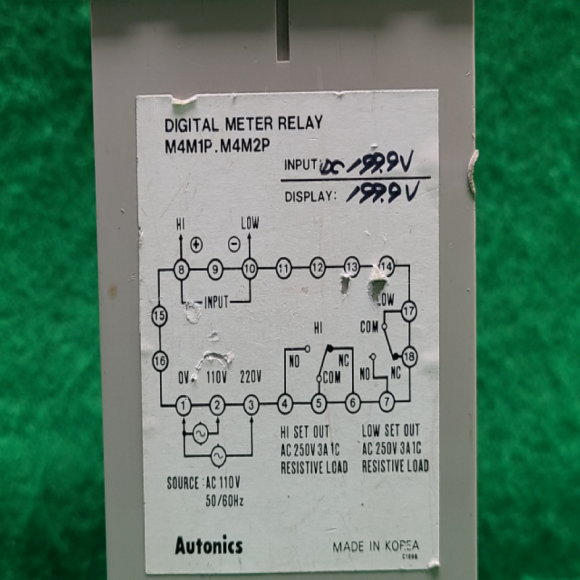 DIGITAL METER RELAY
M4M1P.M4M2P
INPUT: DC 199.9V
DISPLAY: 199.9V
HI LOW
+ −
8 9 10 11 12 13 14
INPUT
LOW
15 17
HI COM
16 NO NC 18
COM NO NC
0V 110V 220V
1 2 3 4 5 6 7
HI SET OUT LOW SET OUT
AC 250V 3A 1C AC 250V 3A 1C
RESISTIVE LOAD RESISTIVE LOAD
SOURCE : AC 110V
50/60Hz
Autonics MADE IN KOREA